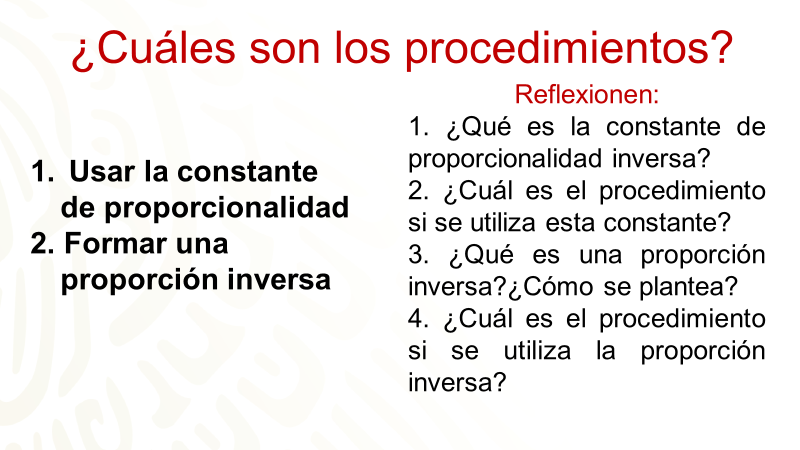 ¿Cuáles son los procedimientos?
1. Usar la constante
de proporcionalidad
2. Formar una
proporción inversa
Reflexionen:
1. ¿Qué es la constante de
proporcionalidad inversa?
2. ¿Cuál es el procedimiento
si se utiliza esta constante?
3. ¿Qué es una proporción
inversa?¿Cómo se plantea?
4. ¿Cuál es el procedimiento
si se utiliza la proporción
inversa?